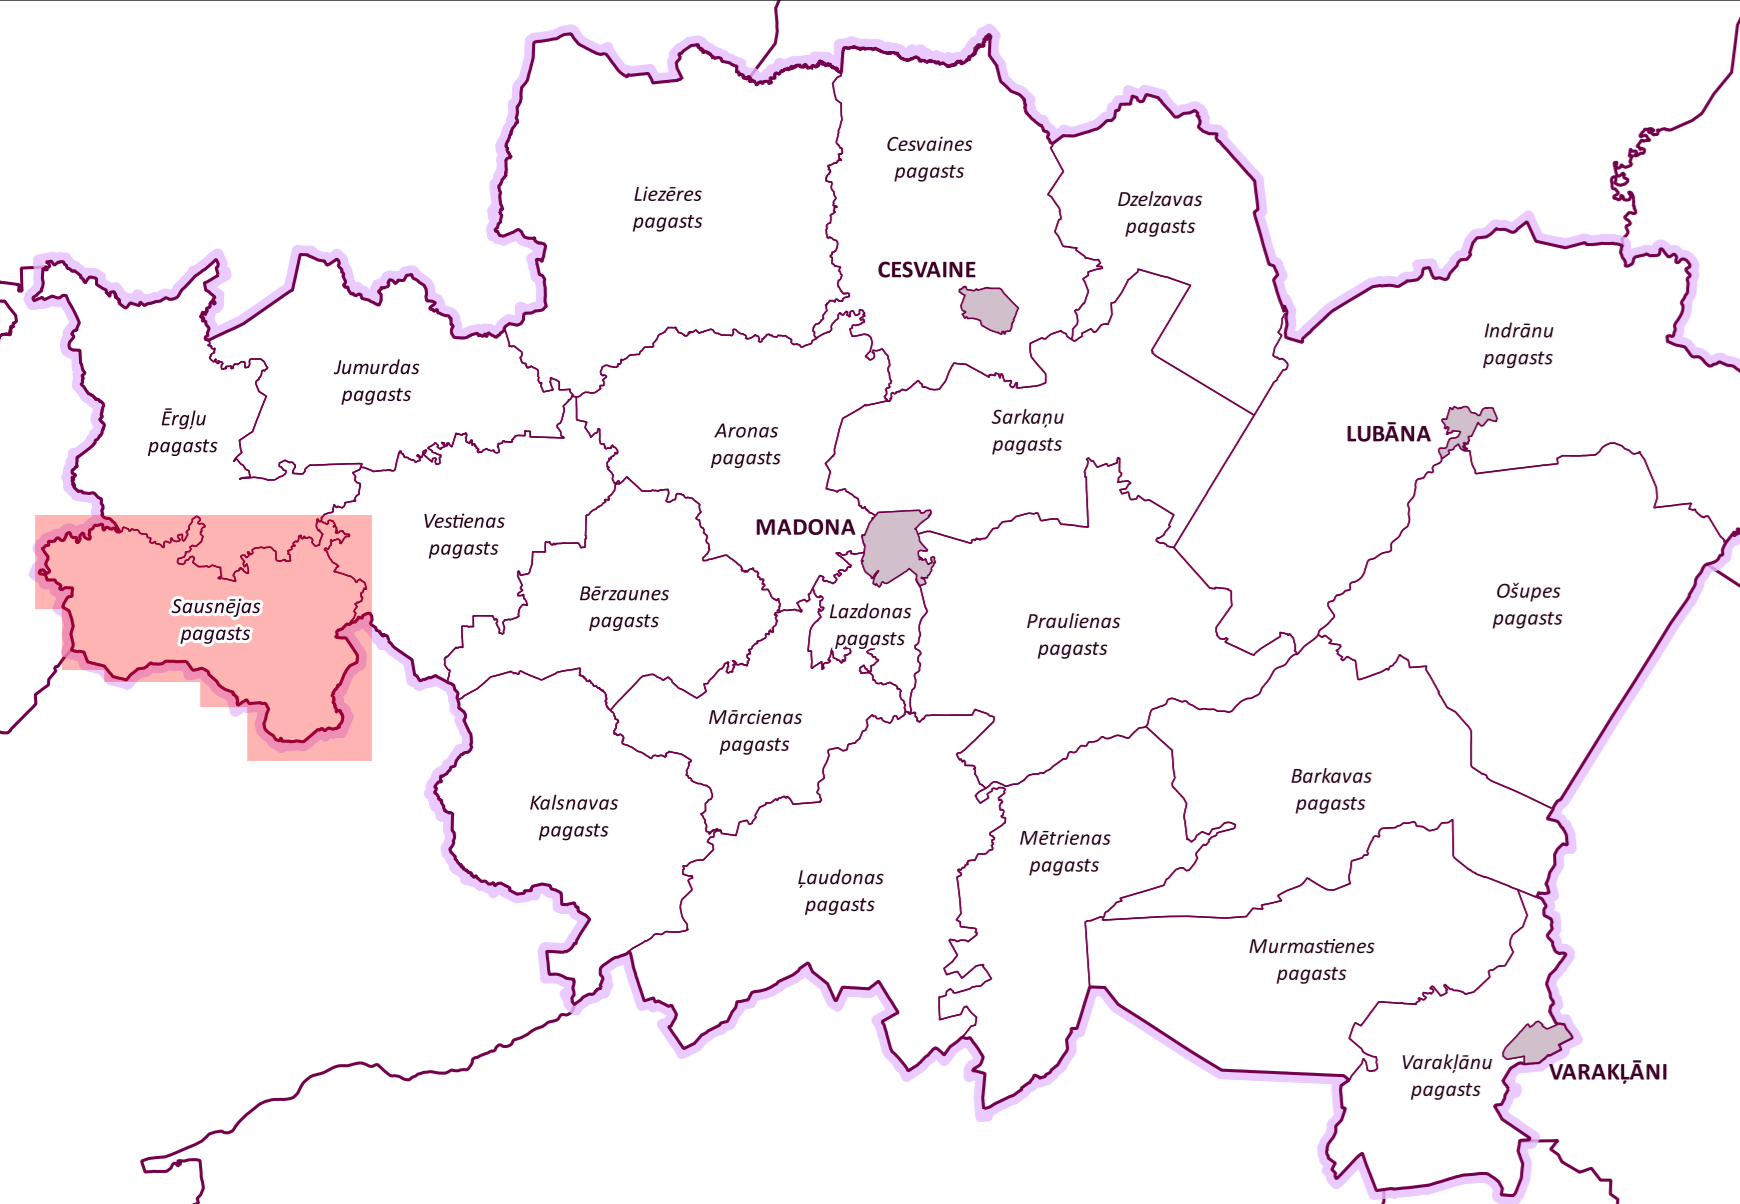 Cesvaines
pagasts
Liezēres
pagasts
Dzelzavas
pagasts
CESVAINE
Indrānu
pagasts
Jumurdas
pagasts
Ērgļu
pagasts
Aronas
pagasts
Sarkaņu
pagasts
LUBĀNA
Vestienas
pagasts
MADONA
Sausnējas
pagasts
Bērzaunes
pagasts
Lazdonas
pagasts
Praulienas
pagasts
Ošupes
pagasts
Mārcienas
pagasts
Kalsnavas
pagasts
Barkavas
pagasts
Mētrienas
pagasts
Ļaudonas
pagasts
Murmastienes
pagasts
Varakļānu
pagasts
VARAKĻĀNI